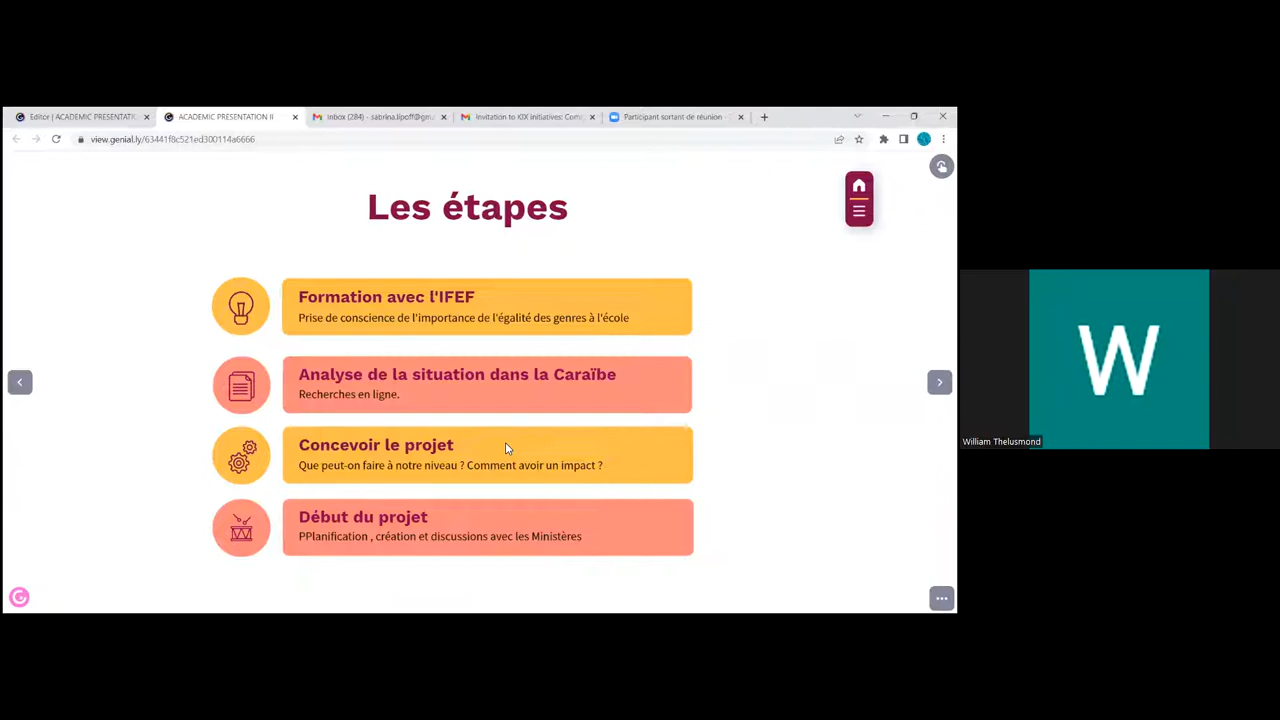 Editor | ACADEMIC PRESENTATI
ACADEMIC PRESENTATION II
Inbox (284) - sabrina.lipoff@gm
Invitation to KIX initiatives: Com
Participant sortant de réunion -
view.genial.ly/63441f8c521ed300114a6666
Les étapes
Formation avec l'IFEF
Prise de conscience de l'importance de l'égalité des genres à l'école
Analyse de la situation dans la Caraïbe
Recherches en ligne.
Concevoir le projet
Que peut-on faire à notre niveau ? Comment avoir un impact ?
Début du projet
PPlanification , création et discussions avec les Ministères
W
William Thelusmond